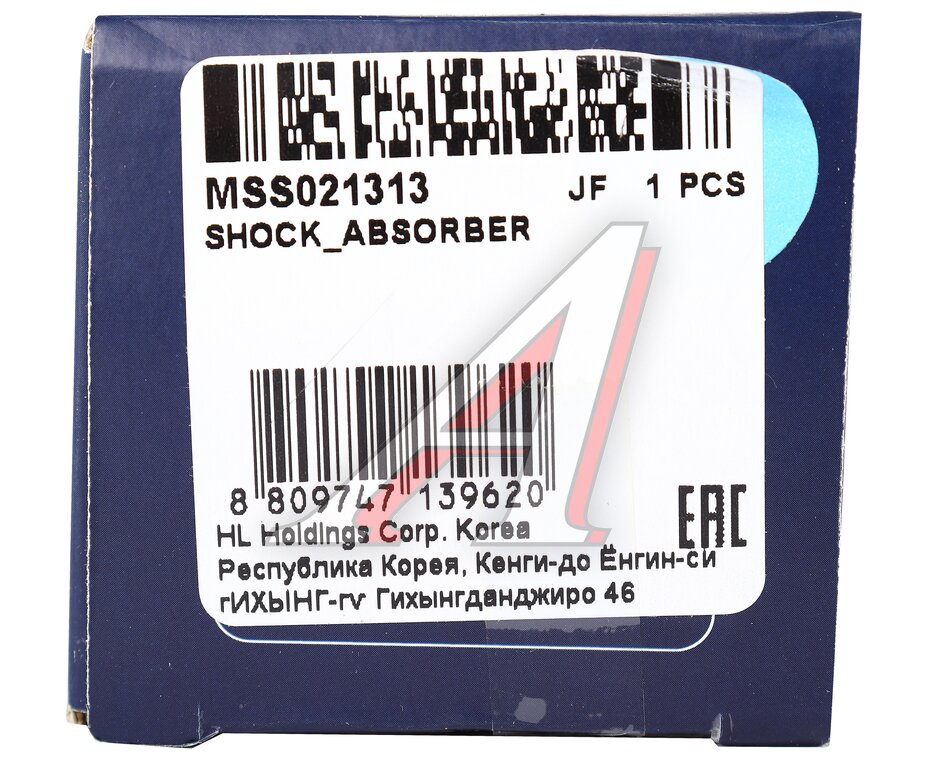 MSS021313 JF 1 PCS
SHOCK_ABSORBER
8 809747 139620
HL Holdings Corp. Korea
EAC
Республика Корея, Кенги-до Ёнгин-си
гИХЫНГ-гv Гихынгданджиро 46